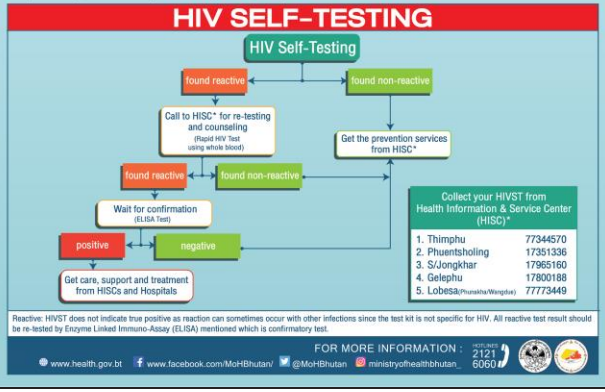 HIV SELF-TESTING
HIV Self-Testing
found reactive
found non-reactive
Call to HISC* for re-testing
and counseling
(Rapid HIV Test
using whole blood)
Get the prevention services
from HISC*
found reactive
found non-reactive
Wait for confirmation
(ELISA Test)
positive
negative
Get care, support and treatment
from HISCs and Hospitals
Collect your HIVST from
Health Information & Service Center
(HISC)*
1. Thimphu 77344570
2. Phuentsholing 17351336
3. S/Jongkhar 17965160
4. Gelephu 17800188
5. Lobesa(Phunakha/Wangdue) 77773449
Reactive: HIVST does not indicate true positive as reaction can sometimes occur with other infections since the test kit is not specific for HIV. All reactive test result should
be re-tested by Enzyme Linked Immuno-Assay (ELISA) mentioned which is confirmatory test.
FOR MORE INFORMATION :
HOTLINES
2121
6060
www.health.gov.bt
www.facebook.com/MoHBhutan/
@MoHBhutan
ministryofhealthbhutan_